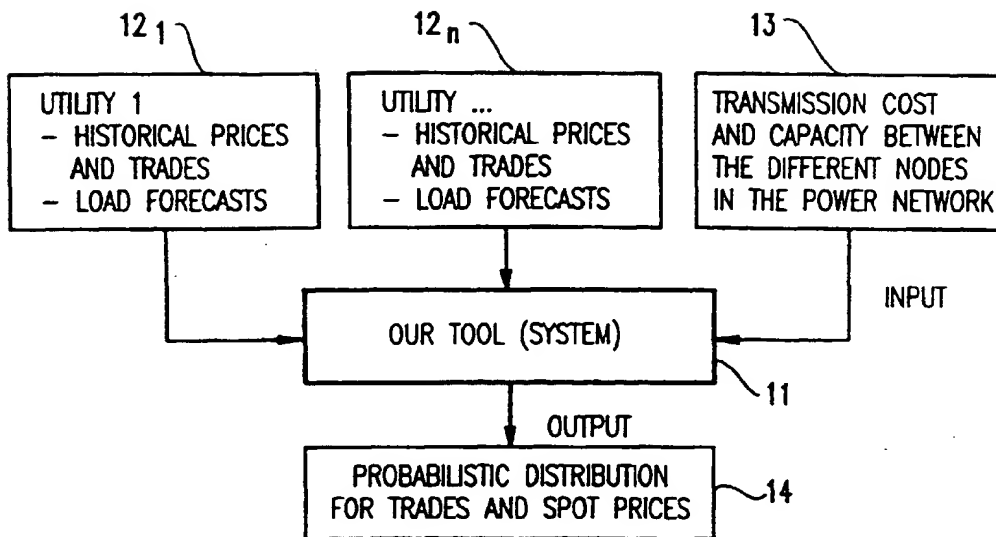 12 1
12 n
13
UTILITY 1
- HISTORICAL PRICES
AND TRADES
- LOAD FORECASTS
UTILITY ...
- HISTORICAL PRICES
AND TRADES
- LOAD FORECASTS
TRANSMISSION COST
AND CAPACITY BETWEEN
THE DIFFERENT NODES
IN THE POWER NETWORK
INPUT
OUR TOOL (SYSTEM)
11
OUTPUT
PROBABILISTIC DISTRIBUTION
FOR TRADES AND SPOT PRICES
14